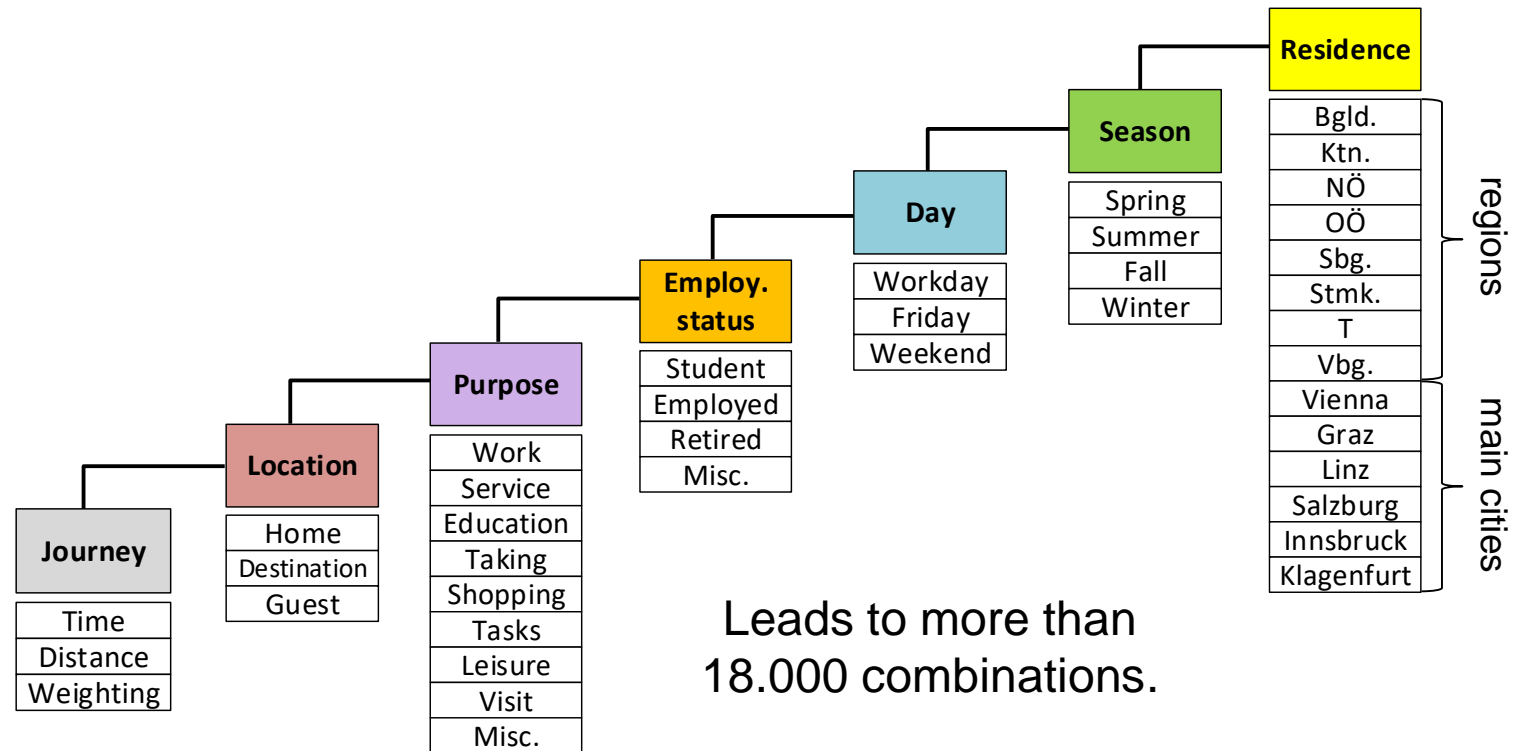 Journey
Time
Distance
Weighting
Location
Home
Destination
Guest
Purpose
Work
Service
Education
Taking
Shopping
Tasks
Leisure
Visit
Misc.
Employ.
status
Student
Employed
Retired
Misc.
Day
Workday
Friday
Weekend
Season
Spring
Summer
Fall
Winter
Residence
Bgld.
Ktn.
NÖ
OÖ
Sbg.
Stmk.
T
Vbg.
Vienna
Graz
Linz
Salzburg
Innsbruck
Klagenfurt
regions
main cities
Leads to more than
18.000 combinations.